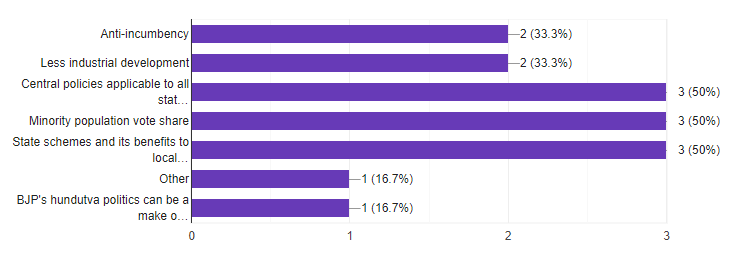 Anti-incumbency
2 (33.3%)
Less industrial development
2 (33.3%)
Central policies applicable to all
stat…
3 (50%)
Minority population vote share
3 (50%)
State schemes and its benefits to
local…
3 (50%)
Other
1 (16.7%)
BJP's hundutva politics can be a
make o…
1 (16.7%)
0 1 2 3